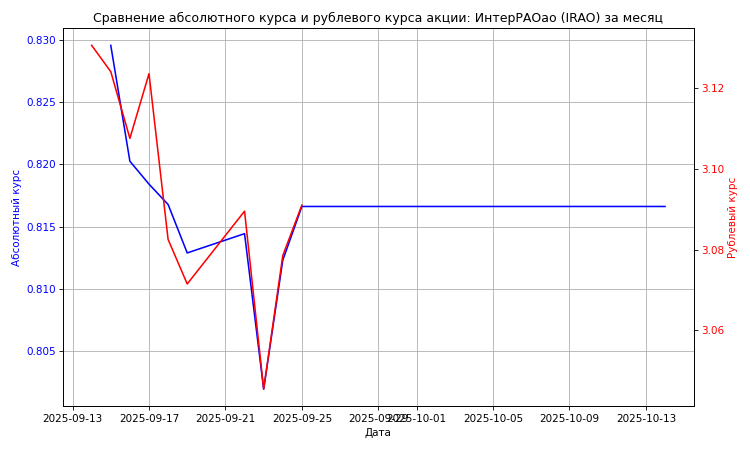 Сравнение абсолютного курса и рублевого курса акции: ИнтерРАОао (IRAO) за месяц
0.830
0.825
0.820
0.815
0.810
0.805
Абсолютный курс
3.12
3.10
3.08
3.06
Рублевый курс
2025-09-13 2025-09-17 2025-09-21 2025-09-25 2025-09-29 2025-10-01 2025-10-05 2025-10-09 2025-10-13
Дата